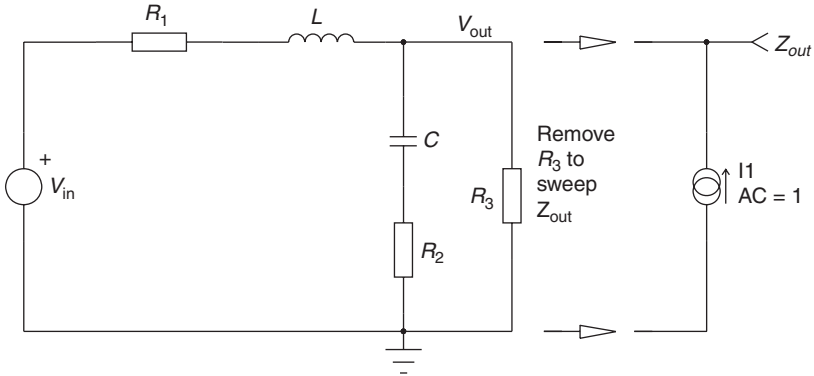 R1
L
Vout
Zout
+
Vin
C
R2
R3
Remove
R3 to
sweep
Zout
I1
AC = 1